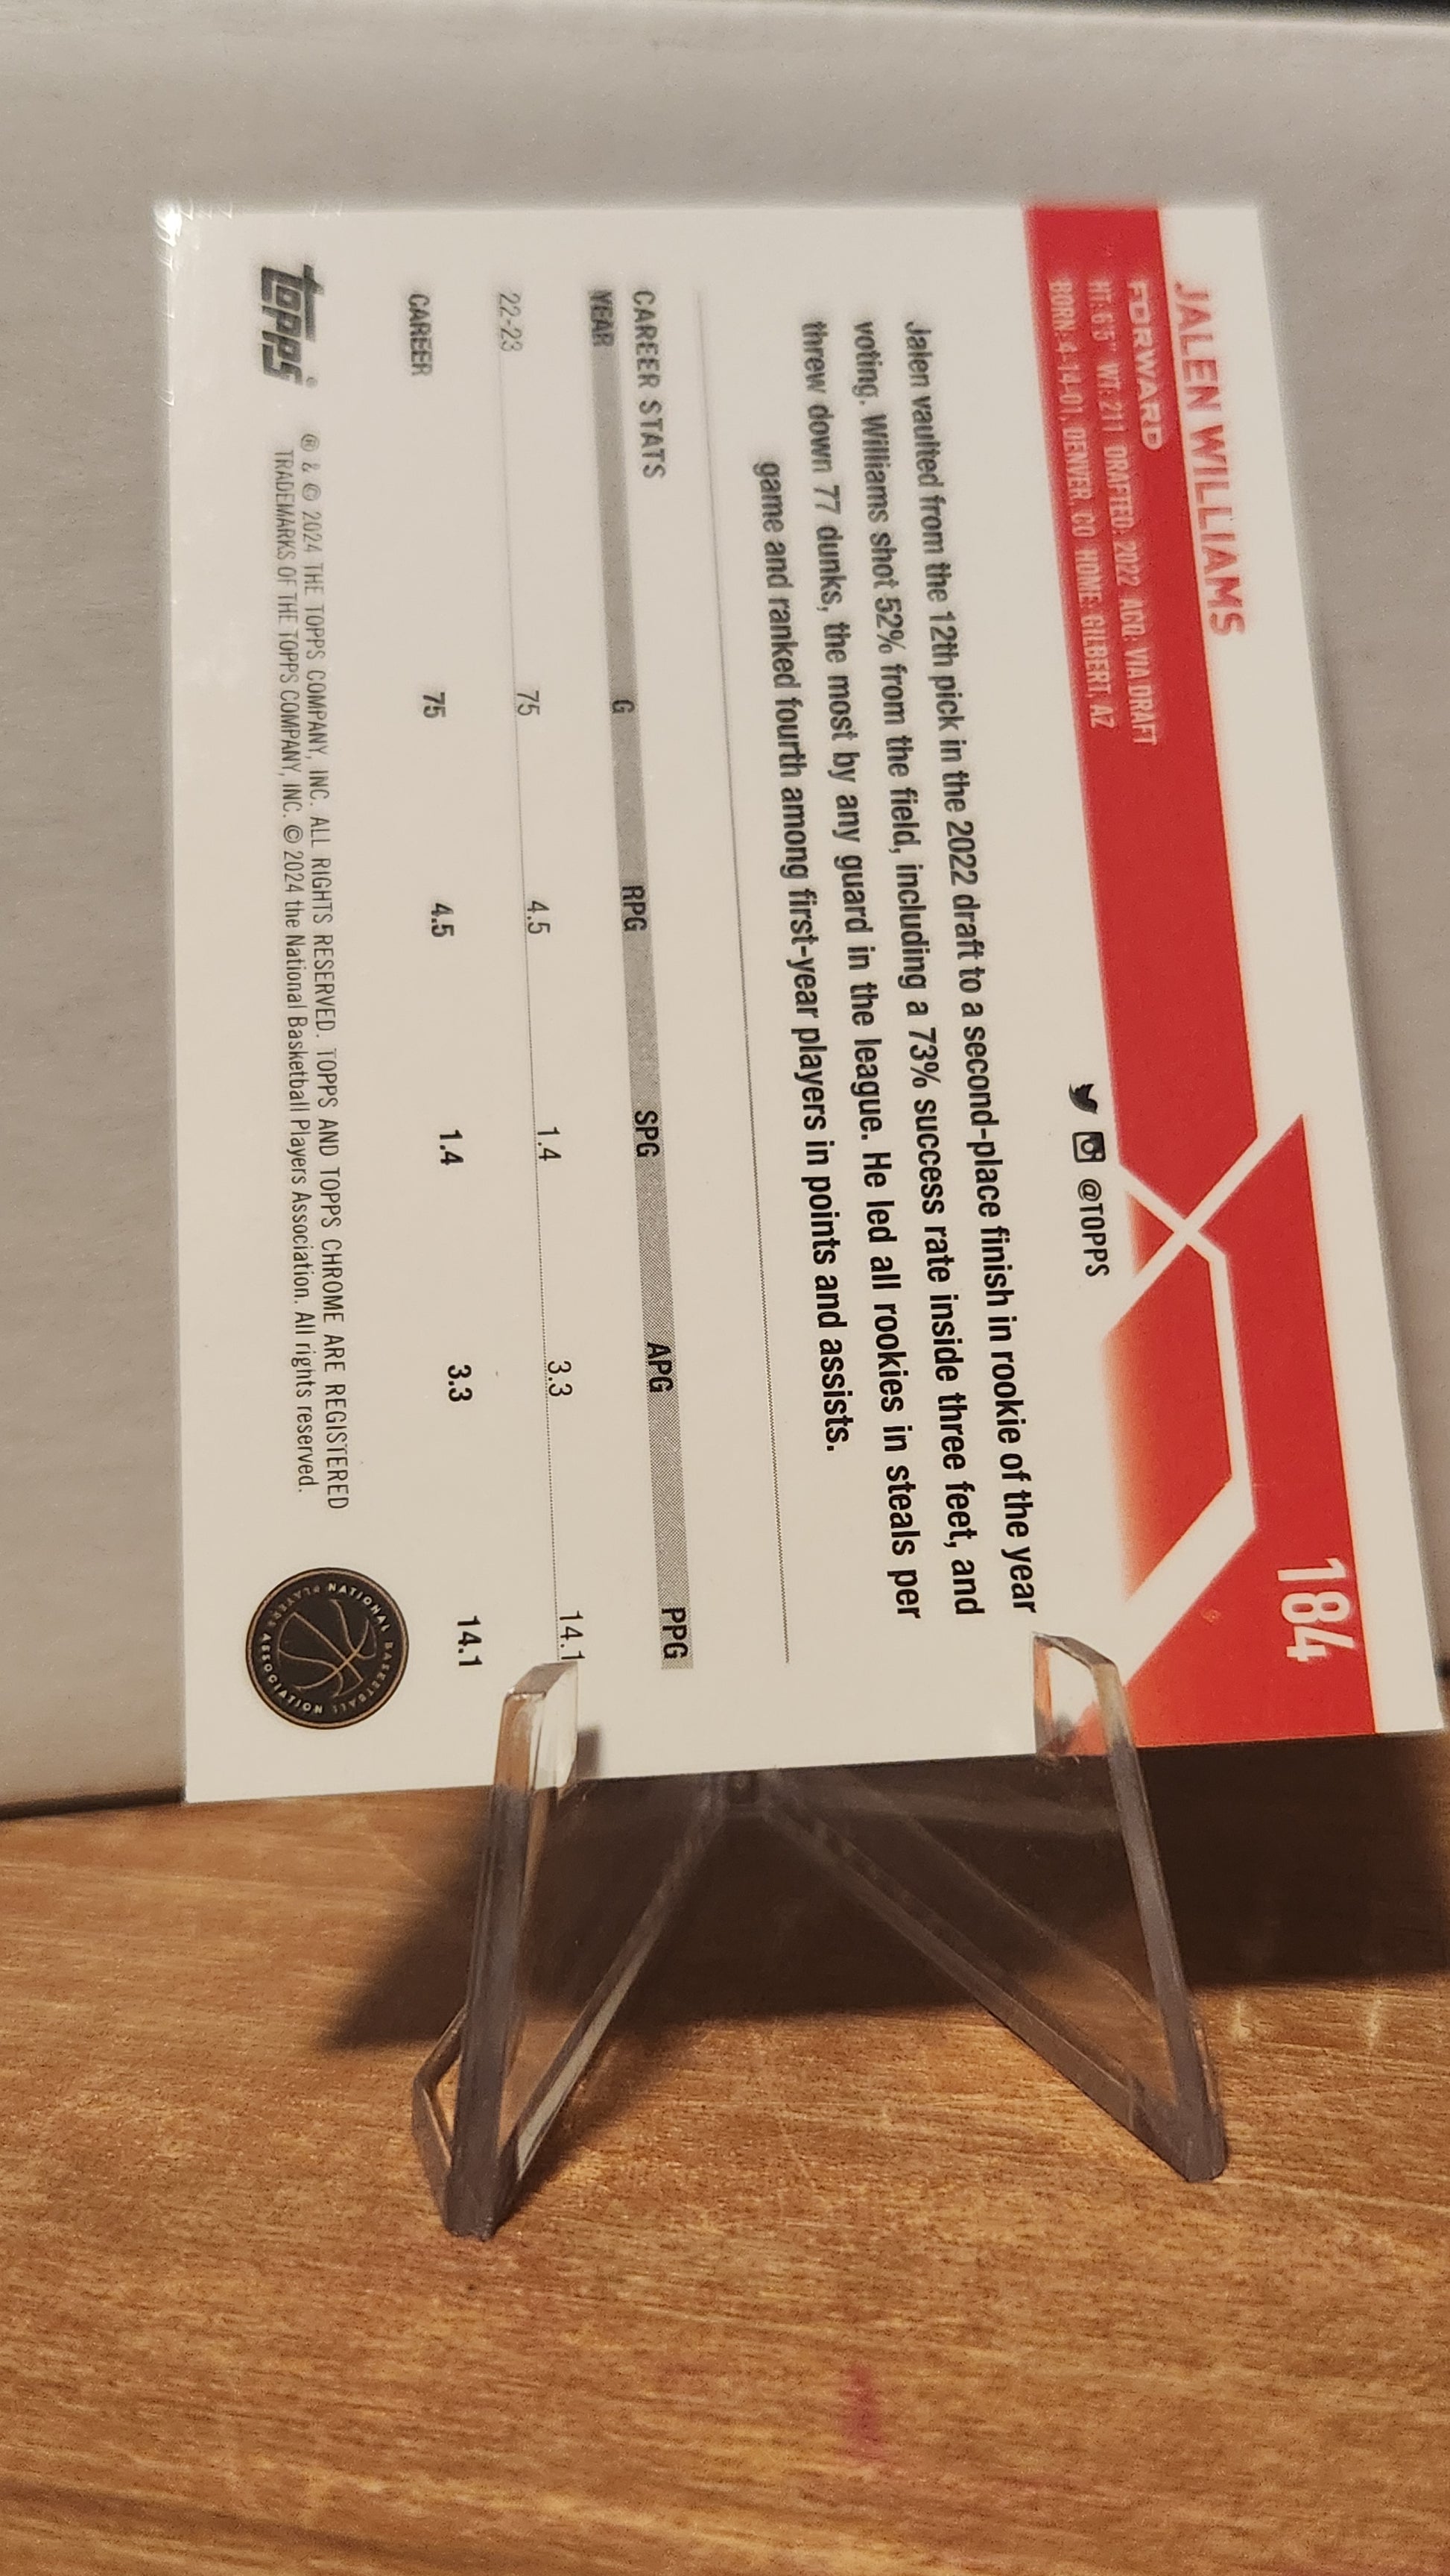 184
JALEN WILLIAMS
FORWARD
HT: 6'5" WT: 211 DRAFTED: 2022 ACQ: VIA DRAFT
BORN: 4-14-01, DENVER, CO HOME: GILBERT, AZ
@TOPPS
Jalen vaulted from the 12th pick in the 2022 draft to a second-place finish in rookie of the year
voting. Williams shot 52% from the field, including a 73% success rate inside three feet, and
threw down 77 dunks, the most by any guard in the league. He led all rookies in steals per
game and ranked fourth among first-year players in points and assists.
CAREER STATS
YEAR G RPG SPG APG PPG
22-23 75 4.5 1.4 3.3 14.1
CAREER 75 4.5 1.4 3.3 14.1
topps
® & © 2024 THE TOPPS COMPANY, INC. ALL RIGHTS RESERVED. TOPPS AND TOPPS CHROME ARE REGISTERED
TRADEMARKS OF THE TOPPS COMPANY, INC. © 2024 the National Basketball Players Association. All rights reserved.
NATIONAL BASKETBALL PLAYERS ASSOCIATION